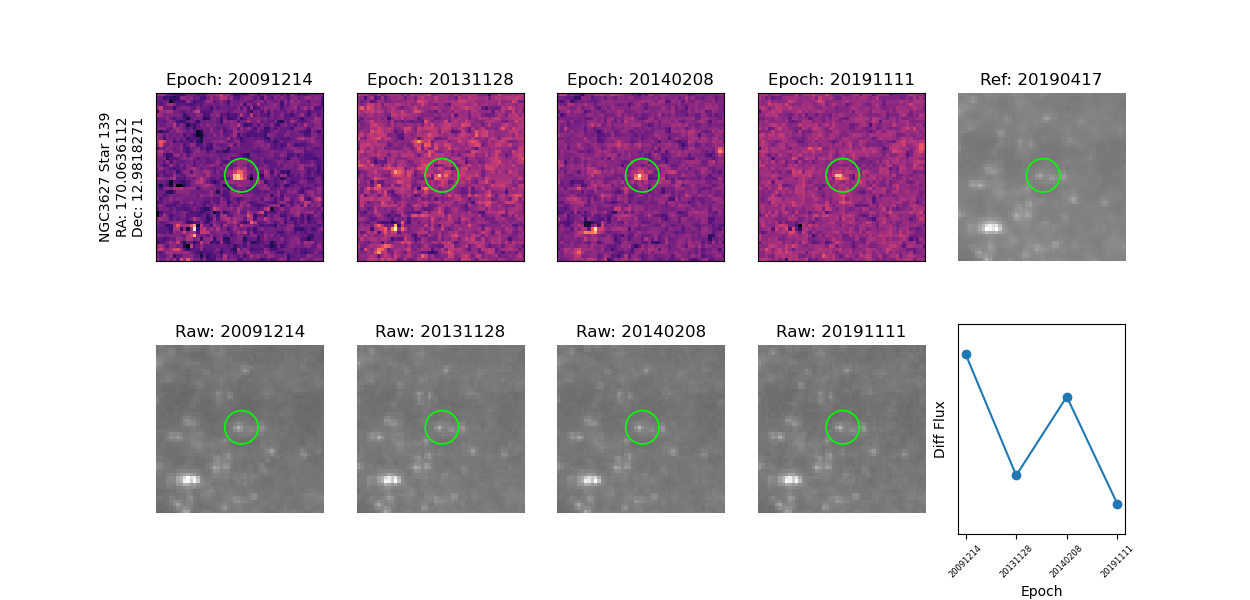 NGC3627 Star 139
RA: 170.0636112
Dec: 12.9818271
Epoch: 20091214
Epoch: 20131128
Epoch: 20140208
Epoch: 20191111
Ref: 20190417
Raw: 20091214
Raw: 20131128
Raw: 20140208
Raw: 20191111
Diff Flux
20091214
20131128
20140208
20191111
Epoch